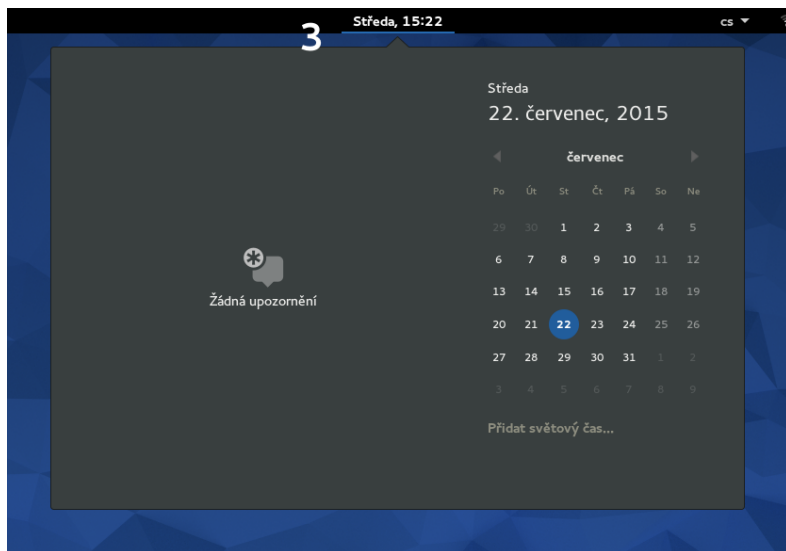 3
Středa, 15:22
cs
Středa
22. červenec, 2015
červenec
Po Út St Čt Pá So Ne
29 30 1 2 3 4 5
6 7 8 9 10 11 12
13 14 15 16 17 18 19
20 21 22 23 24 25 26
27 28 29 30 31 1 2
3 4 5 6 7 8 9
Žádná upozornění
Přidat světový čas...